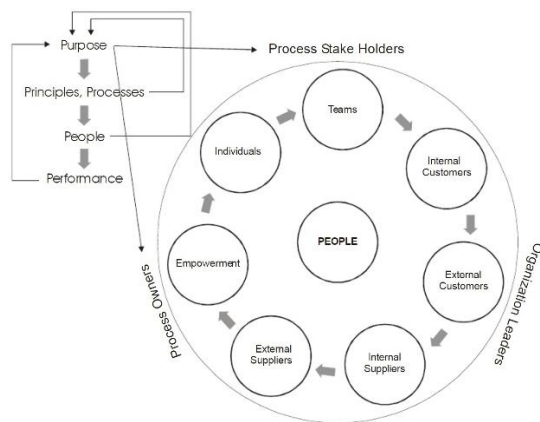 Purpose
Process Stake Holders
Principles, Processes
People
Performance
Teams
Individuals
Internal
Customers
PEOPLE
Empowerment
External
Customers
External
Suppliers
Internal
Suppliers
Process Owners
Organization Leaders